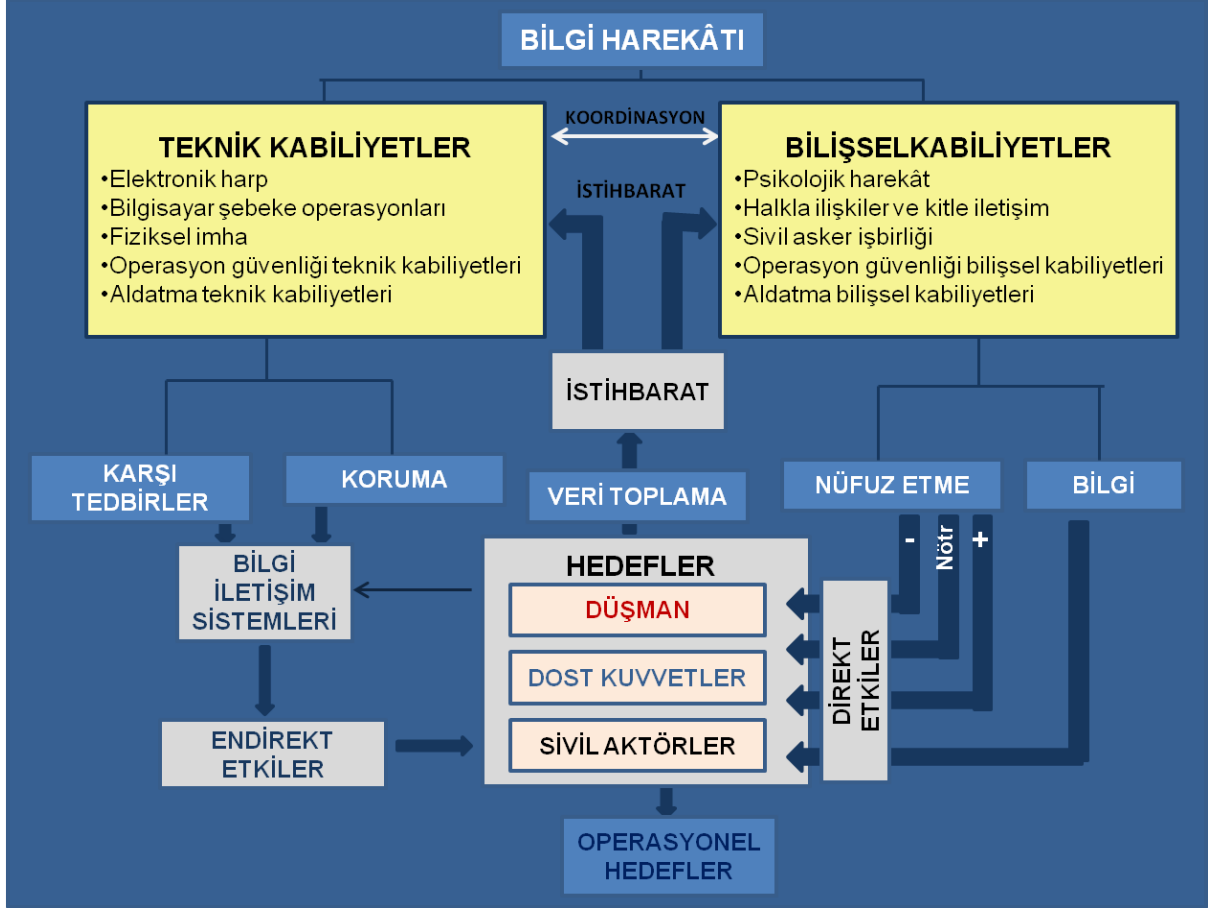 BİLGİ HAREKÂTI
KOORDİNASYON
TEKNİK KABİLİYETLER
•Elektronik harp
•Bilgisayar şebeke operasyonları
•Fiziksel imha
•Operasyon güvenliği teknik kabiliyetleri
•Aldatma teknik kabiliyetleri
İSTİHBARAT
BİLİŞSELKABİLİYETLER
•Psikolojik harekât
•Halkla ilişkiler ve kitle iletişim
•Sivil asker işbirliği
•Operasyon güvenliği bilişsel kabiliyetleri
•Aldatma bilişsel kabiliyetleri
İSTİHBARAT
KARŞI
TEDBİRLER
KORUMA
VERİ TOPLAMA
NÜFUZ ETME
BİLGİ
-
Nötr
+
BİLGİ
İLETİŞİM
SİSTEMLERİ
HEDEFLER
DÜŞMAN
DOST KUVVETLER
SİVİL AKTÖRLER
DİREKT
ETKİLER
ENDİREKT
ETKİLER
OPERASYONEL
HEDEFLER